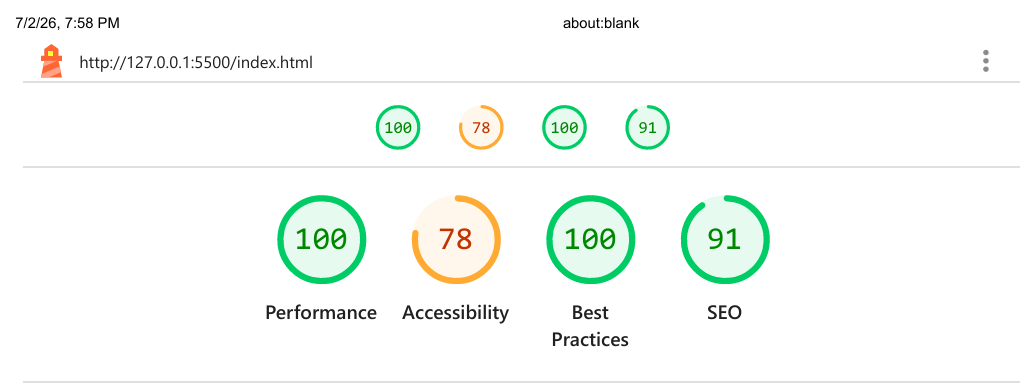 7/2/26, 7:58 PM about:blank
http://127.0.0.1:5500/index.html
100 78 100 91
100 78 100 91
Performance Accessibility Best Practices SEO